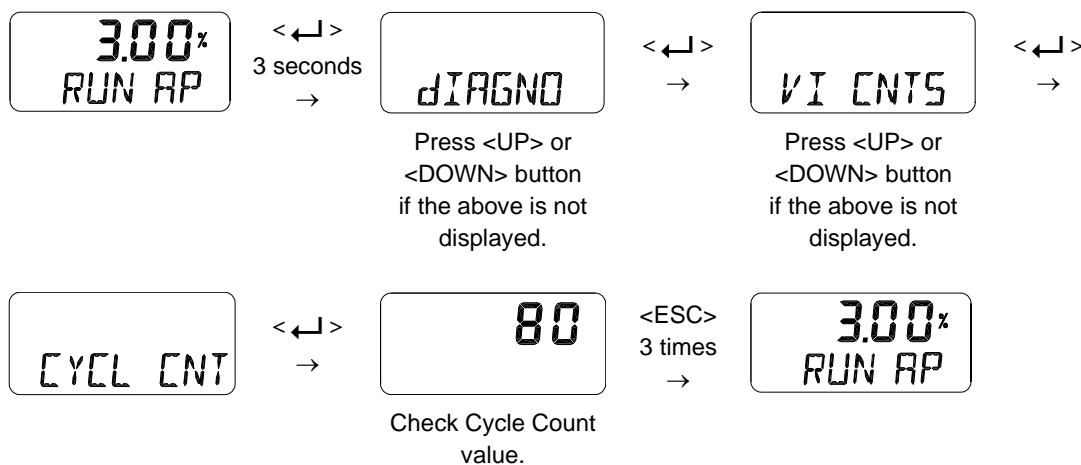 3.00%
RUN AP
< ↵ >
3 seconds
→
dIAGNO
Press <UP> or
<DOWN> button
if the above is not
displayed.
< ↵ >
→
VI CNTS
Press <UP> or
<DOWN> button
if the above is not
displayed.
< ↵ >
→
CYCL CNT
< ↵ >
→
80
Check Cycle Count
value.
<ESC>
3 times
→
3.00%
RUN AP